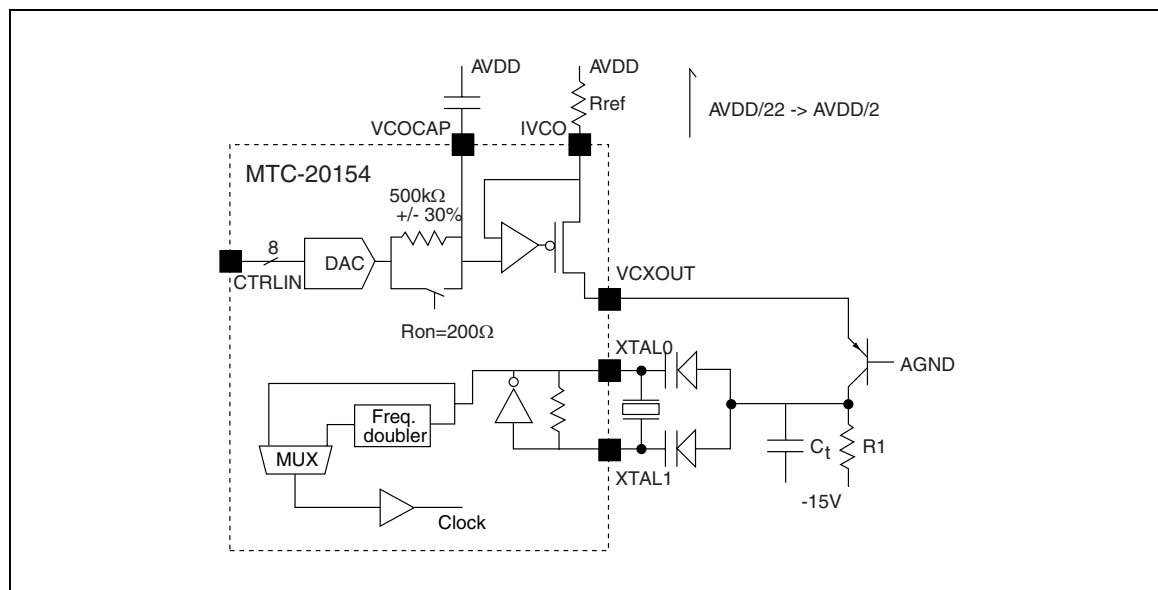 AVDD
AVDD
Rref
AVDD/22 -> AVDD/2
VCOCAP
IVCO
MTC-20154
500kΩ
+/- 30%
8
DAC
CTRLIN
VCXOUT
Ron=200Ω
XTAL0
AGND
Freq.
doubler
MUX
Ct
R1
XTAL1
-15V
Clock